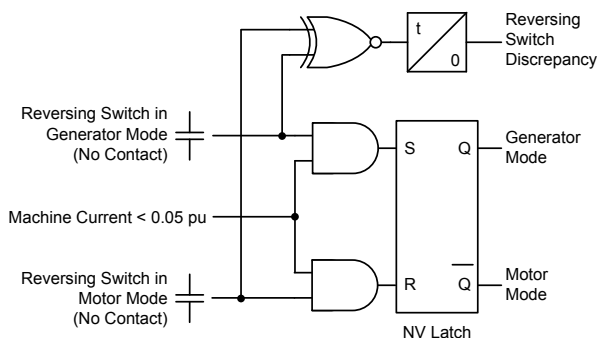 Reversing
Switch
Discrepancy
t
0
Reversing Switch in
Generator Mode
(No Contact)
S
Q
Generator
Mode
Machine Current < 0.05 pu
Reversing Switch in
Motor Mode
(No Contact)
R
Q
Motor
Mode
NV Latch